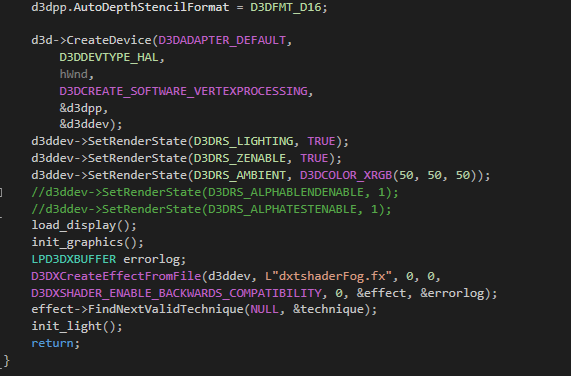 d3dpp.AutoDepthStencilFormat = D3DFMT_D16;
d3d->CreateDevice(D3DADAPTER_DEFAULT,
D3DDEVTYPE_HAL,
hWnd,
D3DCREATE_SOFTWARE_VERTEXPROCESSING,
&d3dpp,
&d3ddev);
d3ddev->SetRenderState(D3DRS_LIGHTING, TRUE);
d3ddev->SetRenderState(D3DRS_ZENABLE, TRUE);
d3ddev->SetRenderState(D3DRS_AMBIENT, D3DCOLOR_XRGB(50, 50, 50));
//d3ddev->SetRenderState(D3DRS_ALPHABLENDENABLE, 1);
//d3ddev->SetRenderState(D3DRS_ALPHATESTENABLE, 1);
load_display();
init_graphics();
LPD3DXBUFFER errorlog;
D3DXCreateEffectFromFile(d3ddev, L"dxtshaderFog.fx", 0, 0,
D3DXSHADER_ENABLE_BACKWARDS_COMPATIBILITY, 0, &effect, &errorlog);
effect->FindNextValidTechnique(NULL, &technique);
init_light();
return;
}